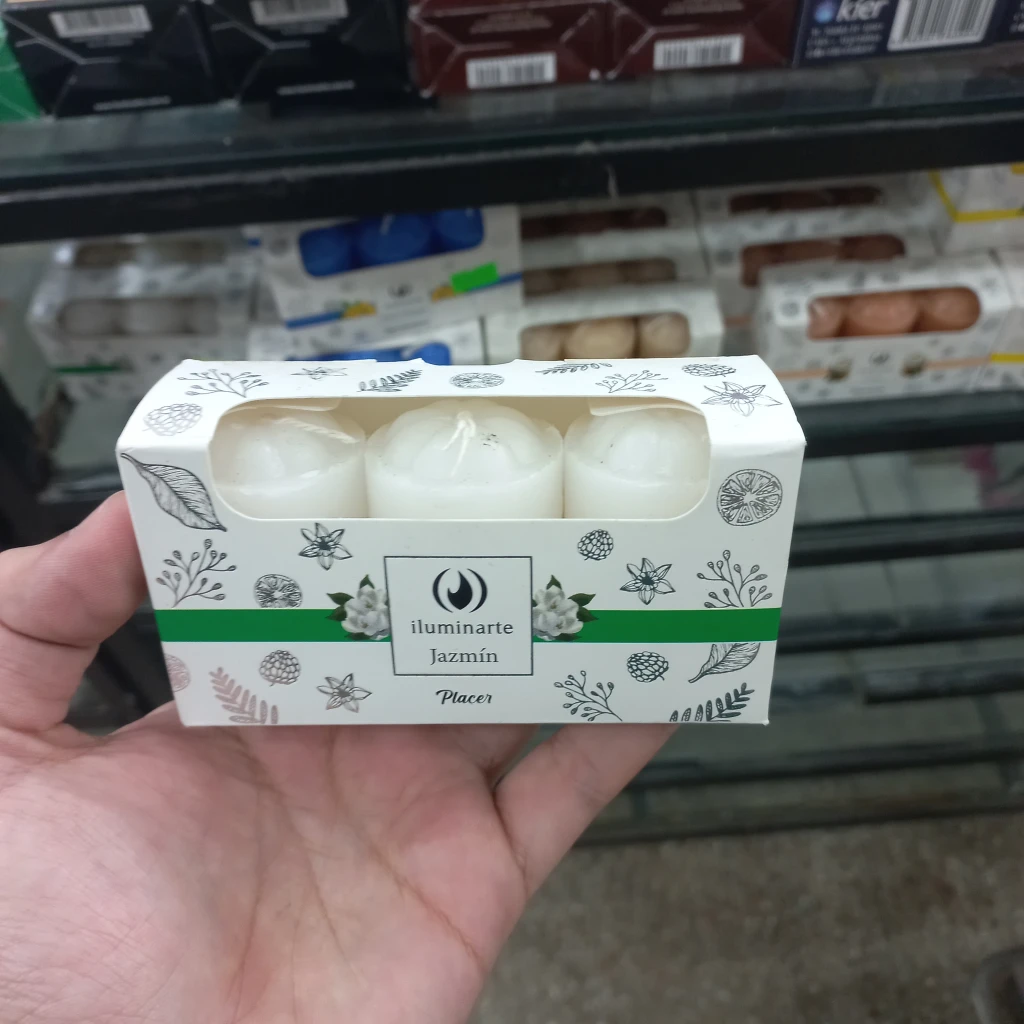 kier
iluminarte
Jazmín
Placer